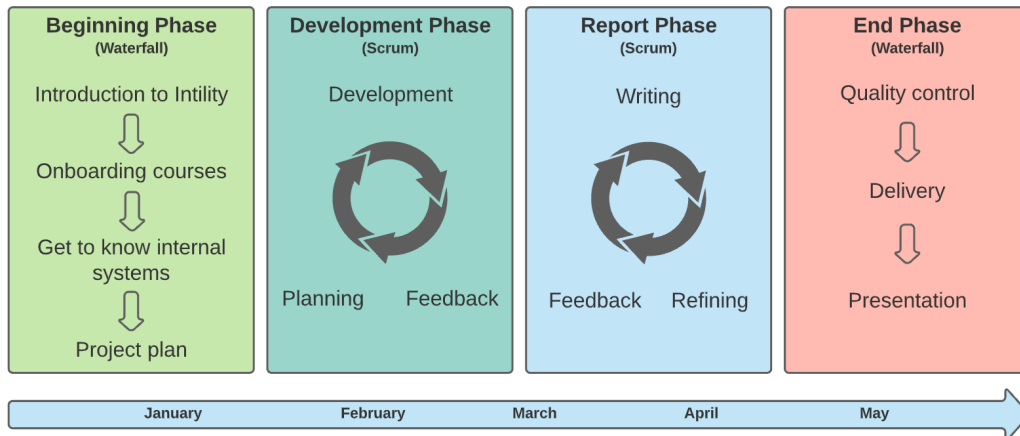 Beginning Phase
(Waterfall)
Introduction to Intility
Onboarding courses
Get to know internal
systems
Project plan
Development Phase
(Scrum)
Development
Planning
Feedback
Report Phase
(Scrum)
Writing
Feedback
Refining
End Phase
(Waterfall)
Quality control
Delivery
Presentation
January
February
March
April
May